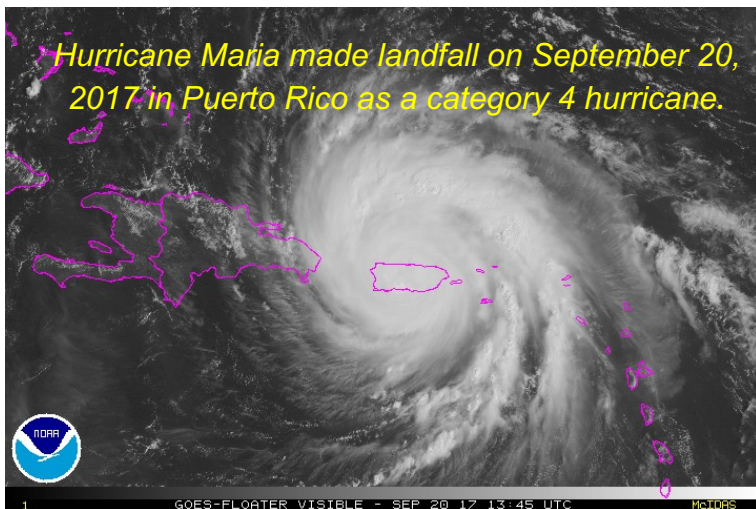 Hurricane Maria made landfall on September 20,
2017 in Puerto Rico as a category 4 hurricane.
NOAA
1 GOES-FLOATER VISIBLE - SEP 20 17 13:45 UTC McIDAS